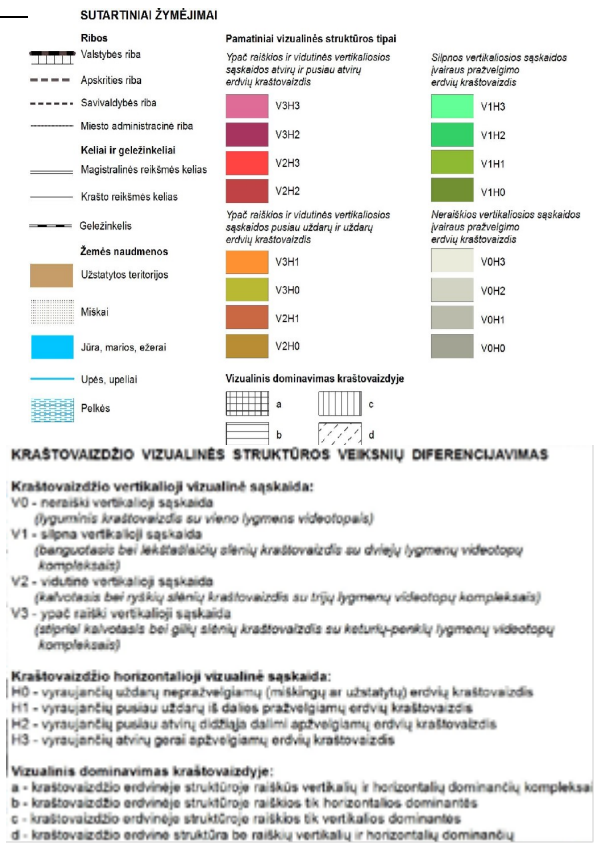 SUTARTINIAI ŽYMĖJIMAI
Ribos
Valstybės riba
Apskrities riba
Savivaldybės riba
Miesto administracinė riba
Keliai ir geležinkeliai
Magistralinės reikšmės kelias
Krašto reikšmės kelias
Geležinkelis
Žemės naudmenos
Užstatytos teritorijos
Miškai
Jūra, marios, ežerai
Upės, upeliai
Pelkės
Pamatiniai vizualinės struktūros tipai
Ypač raiškios ir vidutinės vertikaliosios
sąskaidos atvirų ir pusiau atvirų
erdvių kraštovaizdis
V3H3
V3H2
V2H3
V2H2
Ypač raiškios ir vidutinės vertikaliosios
sąskaidos pusiau uždarų ir uždarų
erdvių kraštovaizdis
V3H1
V3H0
V2H1
V2H0
Silpnos vertikaliosios sąskaidos
įvairaus pražvelgimo
erdvių kraštovaizdis
V1H3
V1H2
V1H1
V1H0
Neraiškios vertikaliosios sąskaidos
įvairaus pražvelgimo
erdvių kraštovaizdis
V0H3
V0H2
V0H1
V0H0
Vizualinis dominavimas kraštovaizdyje
a
c
b
d
KRAŠTOVAIZDŽIO VIZUALINĖS STRUKTŪROS VEIKSNIŲ DIFERENCIJAVIMAS
Kraštovaizdžio vertikalioji vizualinė sąskaida:
V0 - neraiški vertikalioji sąskaida
(lyguminis kraštovaizdis su vieno lygmens videotopais)
V1 - silpna vertikalioji sąskaida
(banguotasis bei lėkštašlaičių slėnių kraštovaizdis su dviejų lygmenų videotopų
kompleksais)
V2 - vidutinė vertikalioji sąskaida
(kalvotasis bei ryškių slėnių kraštovaizdis su trijų lygmenų videotopų kompleksais)
V3 - ypač raiški vertikalioji sąskaida
(stipriai kalvotasis bei gilių slėnių kraštovaizdis su keturių-penkių lygmenų videotopų
kompleksais)
Kraštovaizdžio horizontalioji vizualinė sąskaida:
H0 - vyraujančių uždarų nepražvelgiamų (miškingų ar užstatytų) erdvių kraštovaizdis
H1 - vyraujančių pusiau uždarų iš dalies pražvelgiamų erdvių kraštovaizdis
H2 - vyraujančių pusiau atvirų didžiąja dalimi apžvelgiamų erdvių kraštovaizdis
H3 - vyraujančių atvirų gerai apžvelgiamų erdvių kraštovaizdis
Vizualinis dominavimas kraštovaizdyje:
a - kraštovaizdžio erdvinėje struktūroje raiškūs vertikalių ir horizontalių dominančių kompleksai
b - kraštovaizdžio erdvinėje struktūroje raiškios tik horizontalios dominantės
c - kraštovaizdžio erdvinėje struktūroje raiškios tik vertikalios dominantės
d - kraštovaizdžio erdvinė struktūra be raiškių vertikalių ir horizontalių dominančių